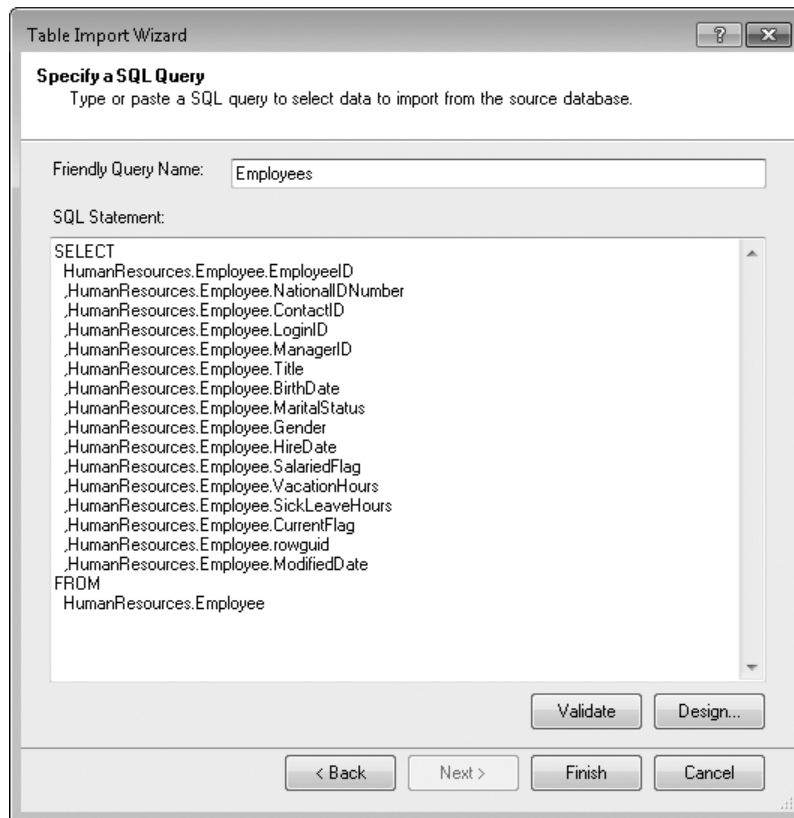 Table Import Wizard
Specify a SQL Query
Type or paste a SQL query to select data to import from the source database.
Friendly Query Name: Employees
SQL Statement:
SELECT
HumanResources.Employee.EmployeeID
,HumanResources.Employee.NationalIDNumber
,HumanResources.Employee.ContactID
,HumanResources.Employee.LoginID
,HumanResources.Employee.ManagerID
,HumanResources.Employee.Title
,HumanResources.Employee.BirthDate
,HumanResources.Employee.MaritalStatus
,HumanResources.Employee.Gender
,HumanResources.Employee.HireDate
,HumanResources.Employee.SalariedFlag
,HumanResources.Employee.VacationHours
,HumanResources.Employee.SickLeaveHours
,HumanResources.Employee.CurrentFlag
,HumanResources.Employee.rowguid
,HumanResources.Employee.ModifiedDate
FROM
HumanResources.Employee
Validate Design...
< Back Next > Finish Cancel